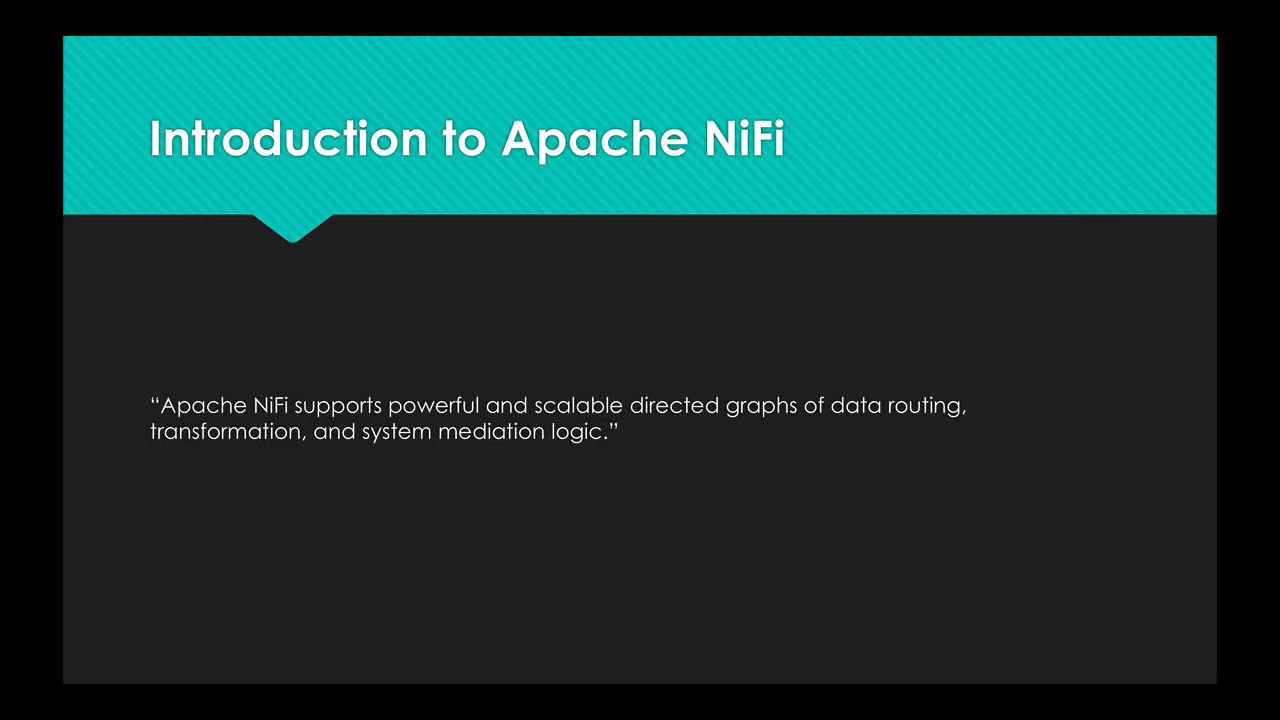 Introduction to Apache NiFi
“Apache NiFi supports powerful and scalable directed graphs of data routing,
transformation, and system mediation logic.”